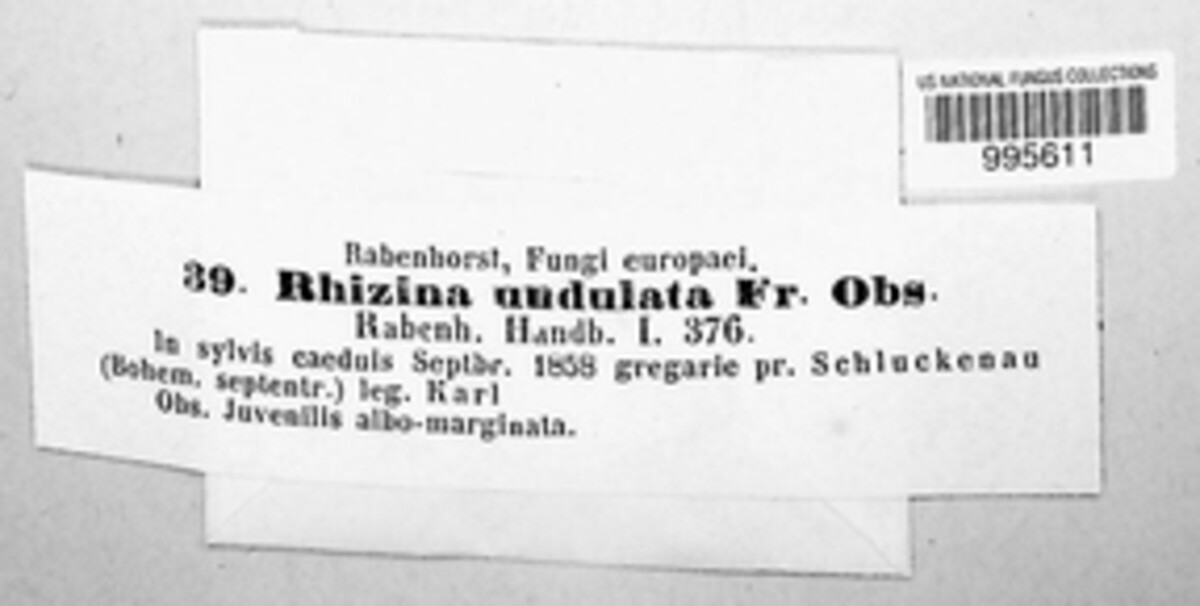 US NATIONAL FUNGUS COLLECTIONS
995611
Rabenhorst, Fungi europaei.
39. Rhizina undulata Fr. Obs.
Rabenh. Handb. I. 376.
In sylvis caeduis Septbr. 1858 gregarie pr. Schluckenau
(Bohem. septentr.) leg. Karl
Obs. Juvenilis albo-marginata.